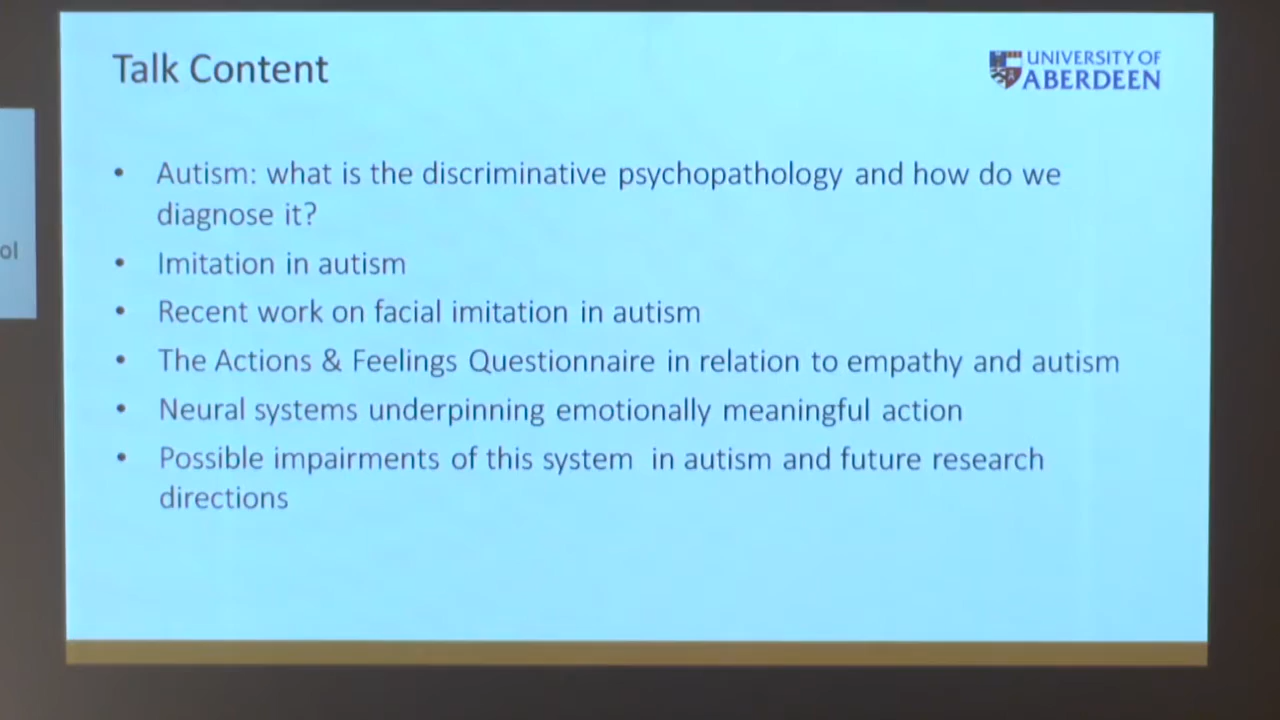 Talk Content
UNIVERSITY OF
ABERDEEN
• Autism: what is the discriminative psychopathology and how do we
diagnose it?
• Imitation in autism
• Recent work on facial imitation in autism
• The Actions & Feelings Questionnaire in relation to empathy and autism
• Neural systems underpinning emotionally meaningful action
• Possible impairments of this system in autism and future research
directions
ol